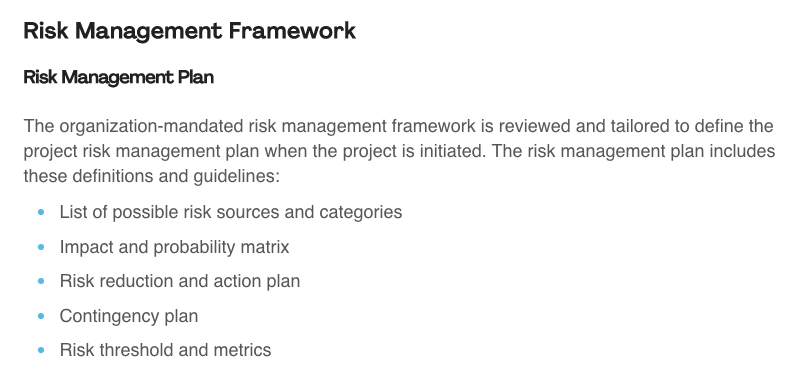 Risk Management Framework
Risk Management Plan
The organization-mandated risk management framework is reviewed and tailored to define the
project risk management plan when the project is initiated. The risk management plan includes
these definitions and guidelines:
• List of possible risk sources and categories
• Impact and probability matrix
• Risk reduction and action plan
• Contingency plan
• Risk threshold and metrics